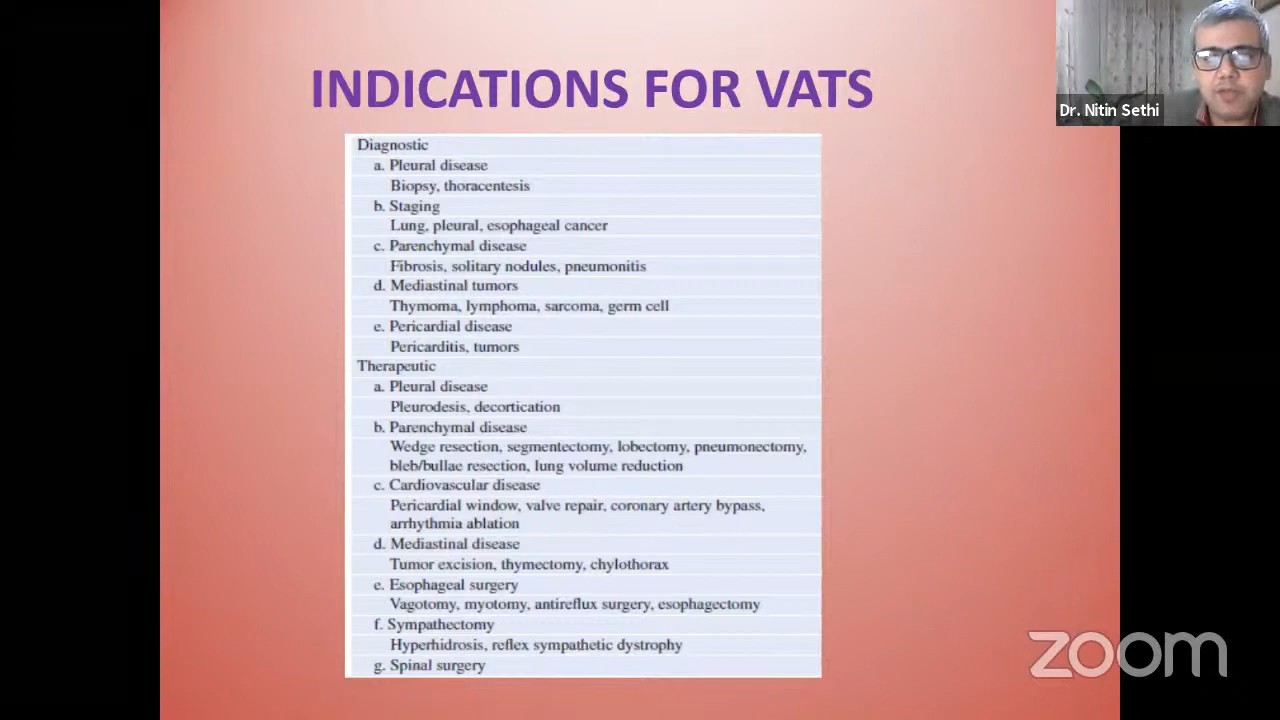 INDICATIONS FOR VATS
Dr. Nitin Sethi
Diagnostic
a. Pleural disease
Biopsy, thoracentesis
b. Staging
Lung, pleural, esophageal cancer
c. Parenchymal disease
Fibrosis, solitary nodules, pneumonitis
d. Mediastinal tumors
Thymoma, lymphoma, sarcoma, germ cell
e. Pericardial disease
Pericarditis, tumors
Therapeutic
a. Pleural disease
Pleurodesis, decortication
b. Parenchymal disease
Wedge resection, segmentectomy, lobectomy, pneumonectomy,
bleb/bullae resection, lung volume reduction
c. Cardiovascular disease
Pericardial window, valve repair, coronary artery bypass,
arrhythmia ablation
d. Mediastinal disease
Tumor excision, thymectomy, chylothorax
e. Esophageal surgery
Vagotomy, myotomy, antireflux surgery, esophagectomy
f. Sympathectomy
Hyperhidrosis, reflex sympathetic dystrophy
g. Spinal surgery
zoom